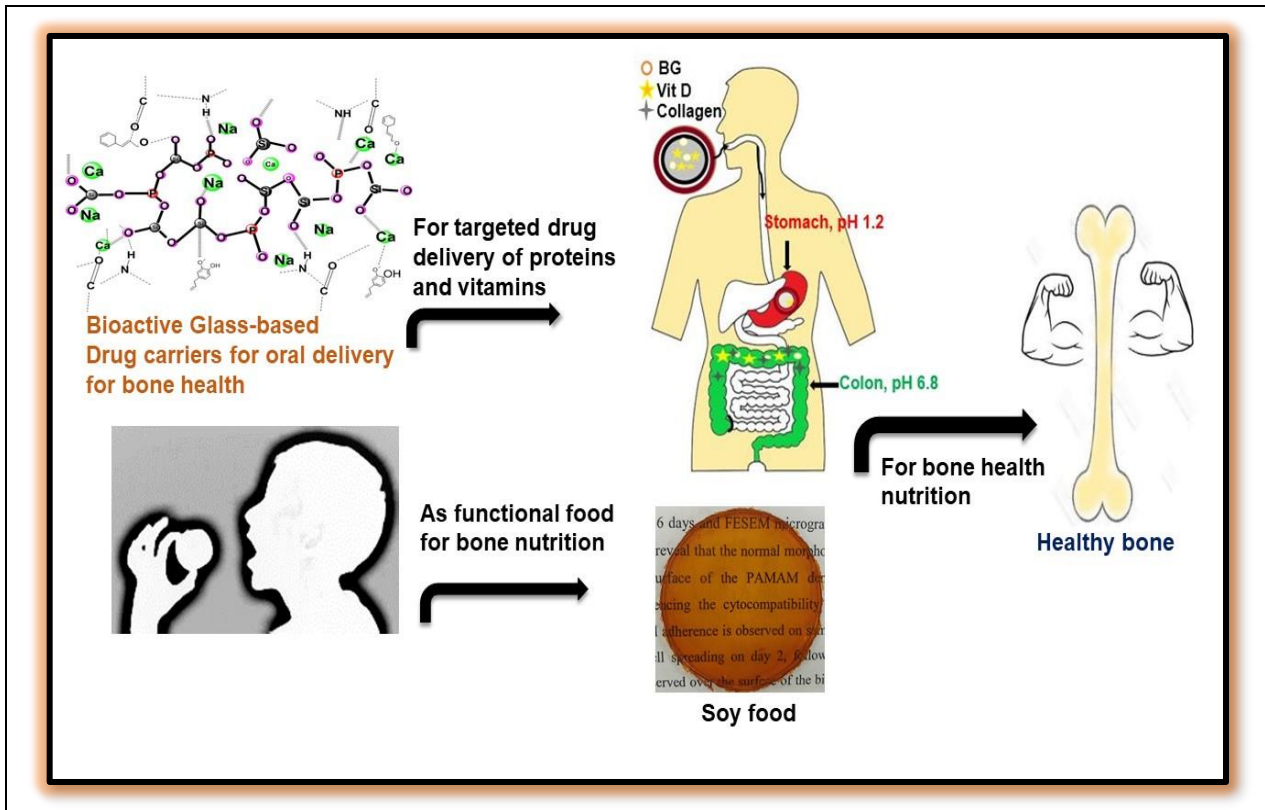 C
N
NH
C
O
H
O
Na
O
O
O
O
Si
O
Ca
P
O
Ca
Ca
Na
P
O
P
Na
Na
Ca
P
Na
Ca
H
N
O
C
OH
H
N
O
C
OH
Bioactive Glass-based
Drug carriers for oral delivery
for bone health
For targeted drug
delivery of proteins
and vitamins
BG
Vit D
Collagen
Stomach, pH 1.2
Colon, pH 6.8
For bone health
nutrition
Healthy bone
As functional food
for bone nutrition
6 days and FESEM microgra
reveal that the normal morpho
urface of the PAMAM den
encing the cytocompatibility
adherence is observed on
ll spreading on day 2, follow
erved over the surface of the bi
Soy food